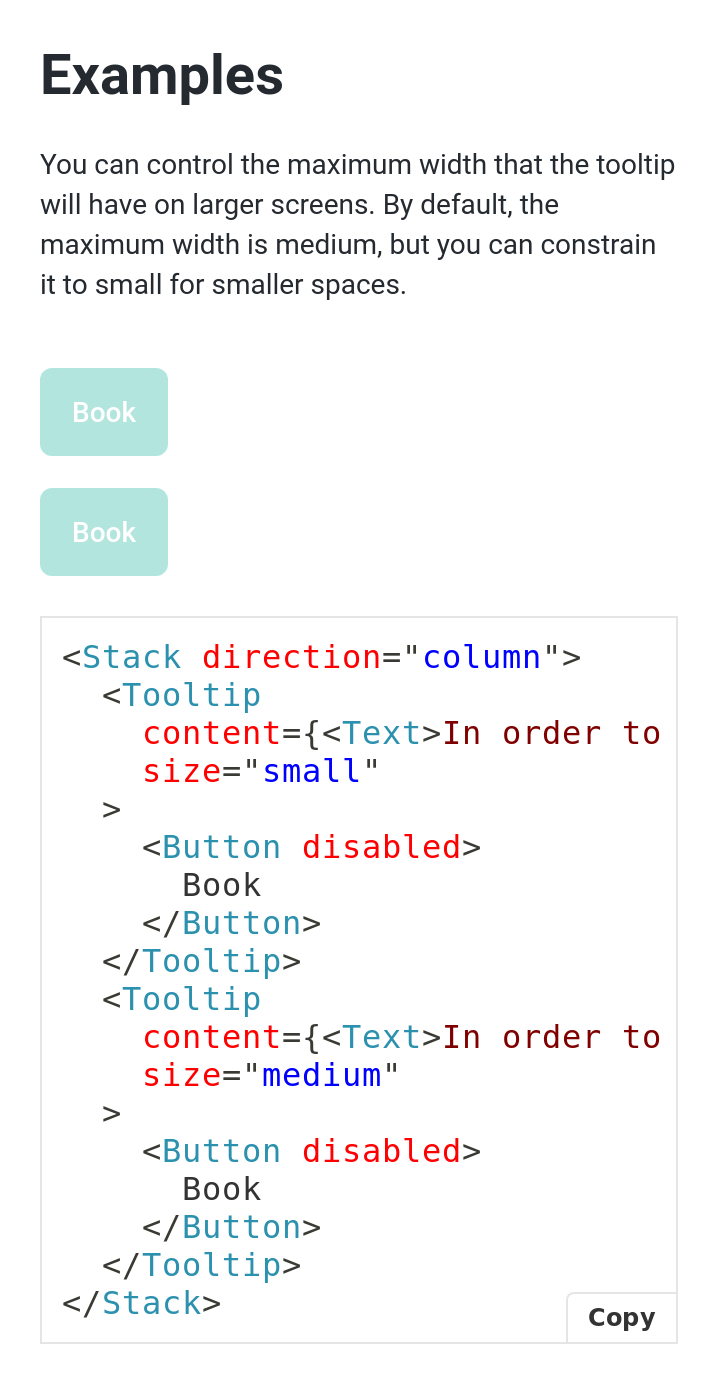 Examples
You can control the maximum width that the tooltip
will have on larger screens. By default, the
maximum width is medium, but you can constrain
it to small for smaller spaces.
Book
Book
<Stack direction="column">
  <Tooltip
    content={<Text>In order to
    size="small"
  >
    <Button disabled>
      Book
    </Button>
  </Tooltip>
  <Tooltip
    content={<Text>In order to
    size="medium"
  >
    <Button disabled>
      Book
    </Button>
  </Tooltip>
</Stack>
Copy